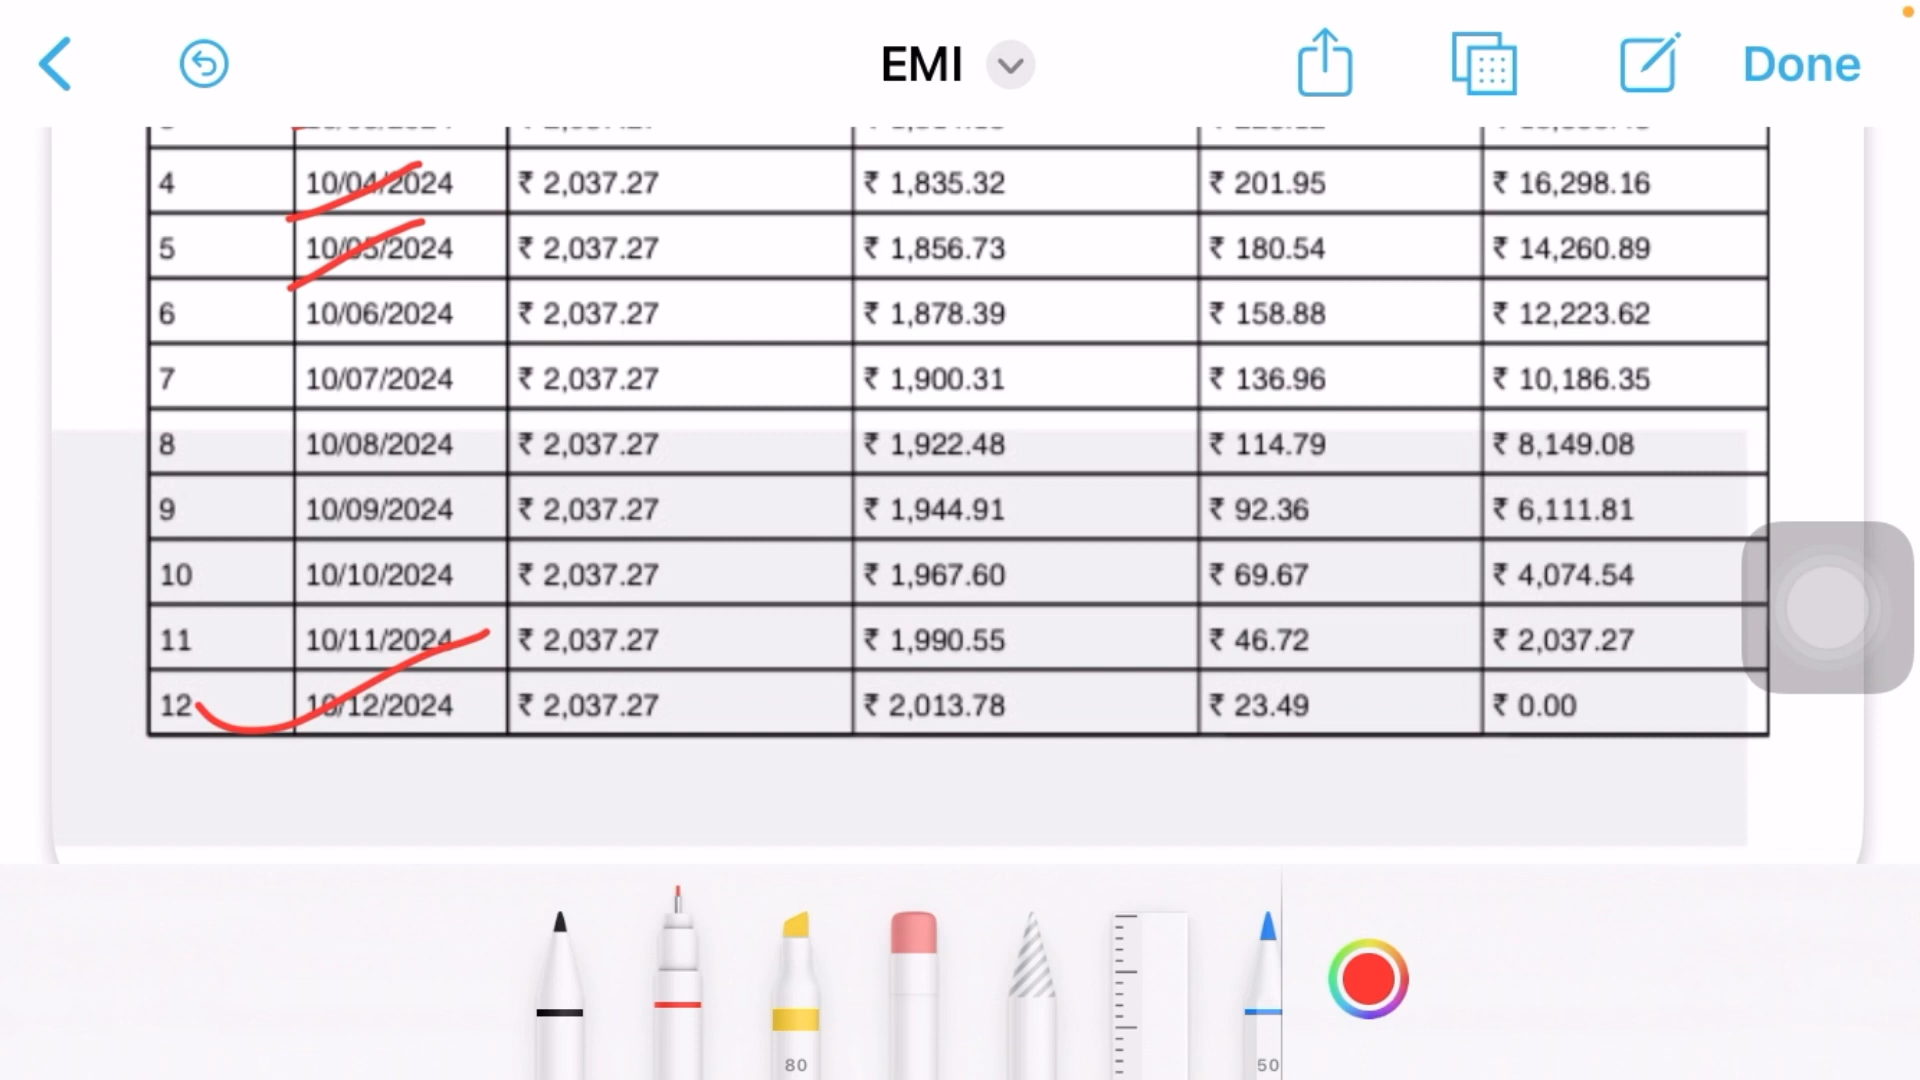 EMI
Done
4 10/04/2024 ₹ 2,037.27 ₹ 1,835.32 ₹ 201.95 ₹ 16,298.16
5 10/05/2024 ₹ 2,037.27 ₹ 1,856.73 ₹ 180.54 ₹ 14,260.89
6 10/06/2024 ₹ 2,037.27 ₹ 1,878.39 ₹ 158.88 ₹ 12,223.62
7 10/07/2024 ₹ 2,037.27 ₹ 1,900.31 ₹ 136.96 ₹ 10,186.35
8 10/08/2024 ₹ 2,037.27 ₹ 1,922.48 ₹ 114.79 ₹ 8,149.08
9 10/09/2024 ₹ 2,037.27 ₹ 1,944.91 ₹ 92.36 ₹ 6,111.81
10 10/10/2024 ₹ 2,037.27 ₹ 1,967.60 ₹ 69.67 ₹ 4,074.54
11 10/11/2024 ₹ 2,037.27 ₹ 1,990.55 ₹ 46.72 ₹ 2,037.27
12 10/12/2024 ₹ 2,037.27 ₹ 2,013.78 ₹ 23.49 ₹ 0.00
80 50